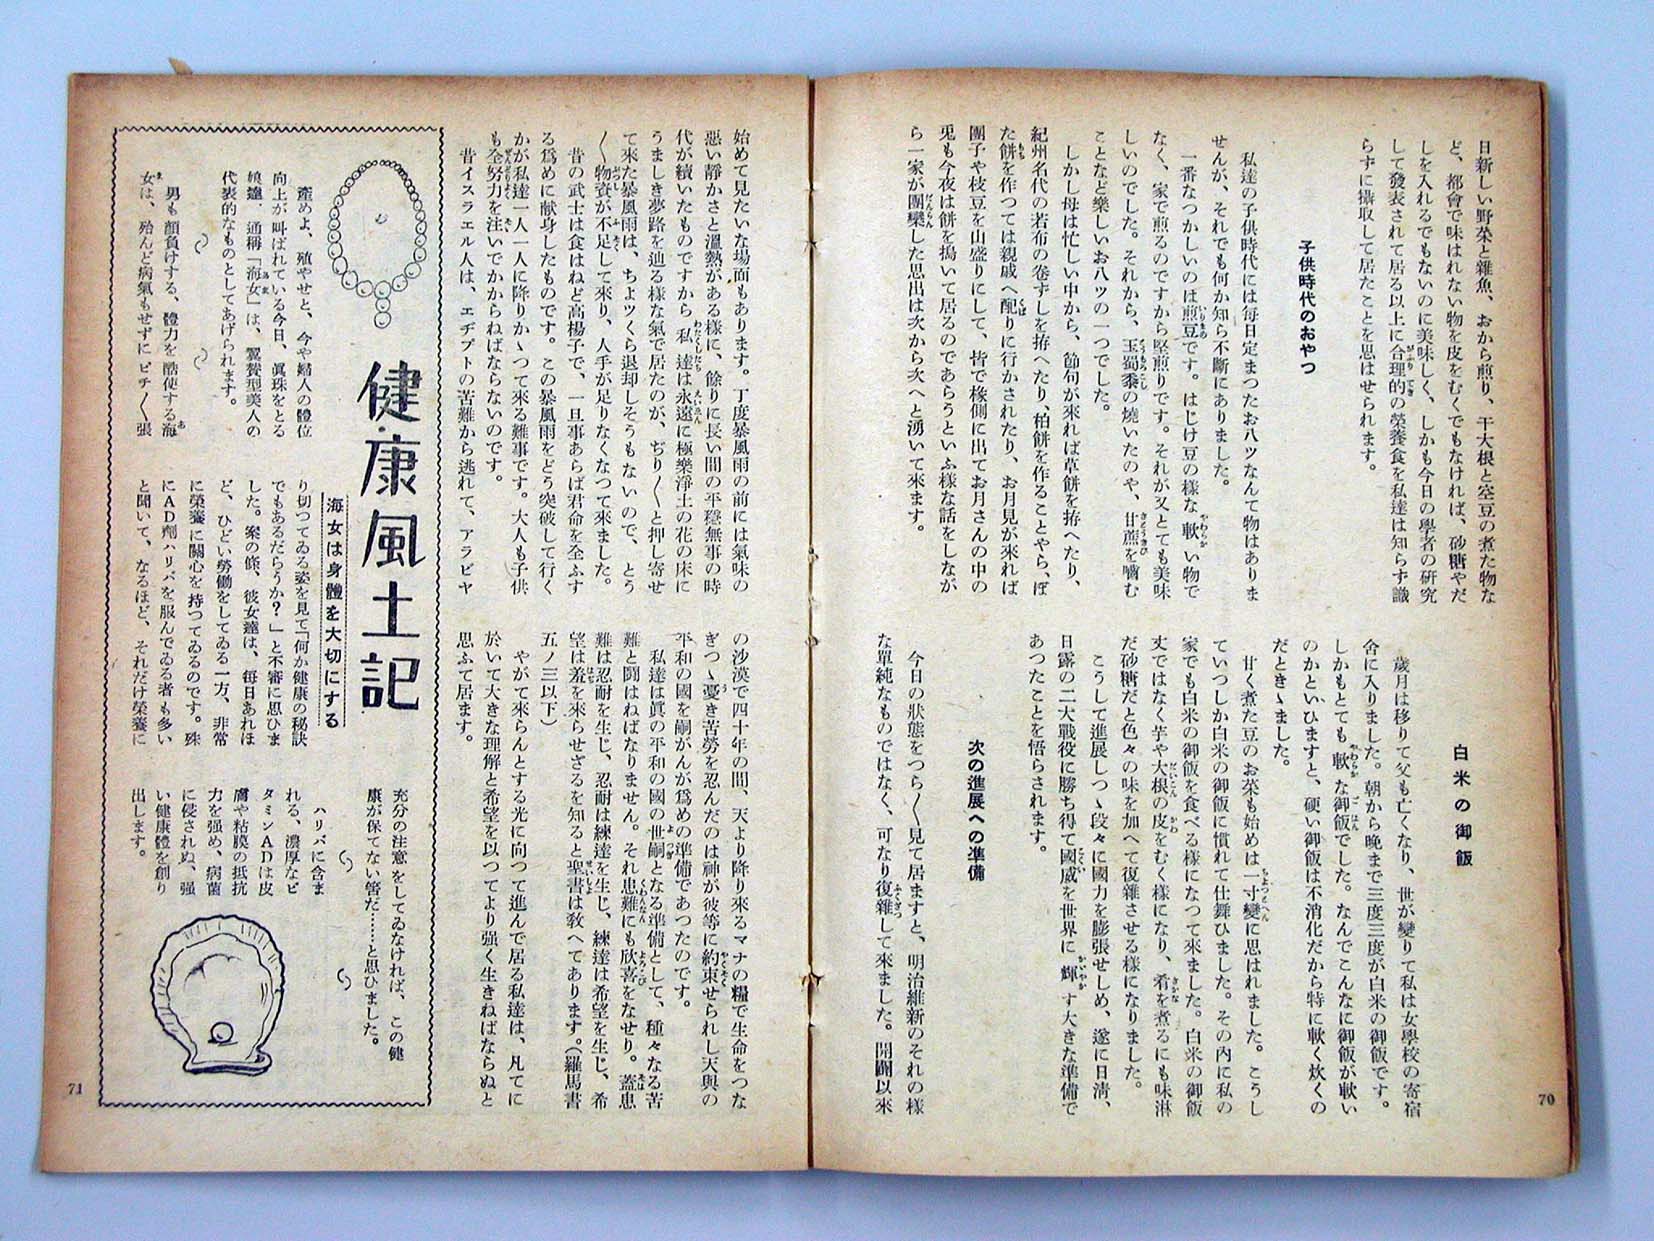 日新しい野菜と雜魚、おから煎り、干大根と空豆の煮た物な
ど、都會で味はれない物を皮をむくでもなければ、砂糖やだ
しを入れるでもないのに美味しく、しかも今日の學者の硏究
して發表されて居る以上に合理的の榮養食を私達は知らず識
らずに攝取して居たことを思はせられます。
子供時代のおやつ
私達の子供時代には毎日定まつたお八ツなんて物はありま
せんが、それでも何か知ら不斷にありました。
一番なつかしいのは煎豆です。はじけ豆の樣な軟い物で
なく、家で煎るのですから堅煎りです。それが又とても美味
しいのでした。それから、玉蜀黍の燒いたのや、甘蔗を嚙む
ことなど樂しいお八ツの一つでした。
しかし母は忙しい中から、節句が來れば草餅を拵へたり、
紀州名代の若布の卷ずしを拵へたり、柏餅を作ることやら、ぼ
た餅を作つては親戚へ配りに行かされたり、お月見が來れば
團子や枝豆を山盛りにして、皆で椽側に出てお月さんの中の
兎も今夜は餅を搗いて居るのであらうといふ樣な話をしなが
ら一家が團欒した思出は次から次へと湧いて來ます。
白米の御飯
歲月は移りて父も亡くなり、世が變りて私は女學校の寄宿
舍に入りました。朝から晩まで三度三度が白米の御飯です。
しかもとても軟な御飯でした。なんでこんなに御飯が軟い
のかといひますと、硬い御飯は不消化だから特に軟く炊くの
だときゝました。
甘く煮た豆のお菜も始めは一寸變に思はれました。こうし
ていつしか白米の御飯に慣れて仕舞ひました。その內に私の
家でも白米の御飯を食べる樣になつて來ました。白米の御飯
丈ではなく芋や大根の皮をむく樣になり、肴を煮るにも味淋
だ砂糖だと色々の味を加へて復雜させる樣になりました。
こうして進展しつゝ段々に國力を膨張せしめ、遂に日淸、
日露の二大戰役に勝ち得て國威を世界に輝す大きな準備で
あつたことを悟らされます。
次の進展への準備
今日の狀態をつら〱見て居ますと、明治維新のそれの樣
な單純なものではなく、可なり復雜して來ました。開闢以來
70
始めて見たいな場面もあります。丁度暴風雨の前には氣味の
惡い靜かさと溫熱がある樣に、餘りに長い間の平穩無事の時
代が續いたものですから私達は永遠に極樂淨土の花の床に
うましき夢路を辿る樣な氣で居たのが、ぢり〱と押し寄せ
て來た暴風雨は、ちよツくら退却しそうもないので、とう
〱物資が不足して來り、人手が足りなくなつて來ました。
昔の武士は食はねど高楊子で、一旦事あらば君命を全ふす
る爲めに献身したものです。この暴風雨をどう突破して行く
かが私達一人一人に降りかゝつて來る難事です。大人も子供
も全努力を注いでかからねばならないのです。
昔イスラエル人は、エヂプトの苦難から逃れて、アラビヤ
の沙漠で四十年の間、天より降り來るマナの糧で生命をつな
ぎつゝ憂き苦勞を忍んだのは神が彼等に約束せられし天與の
平和の國を嗣がんが爲めの準備であつたのです。
私達は眞の平和の國の世嗣となる準備として、種々なる苦
難と鬪はねばなりません。それ患難にも欣喜をなせり。蓋患
難は忍耐を生じ、忍耐は練達を生じ、練達は希望を生じ、希
望は羞を來らせざるを知ると聖書は敎へてあります。(羅馬書
五ノ三以下)
やがて來らんとする光に向つて進んで居る私達は、凡てに
於いて大きな理解と希望を以つてより强く生きねばならぬと
思ふて居ます。
健康風土記
海女は身體を大切にする
產めよ、殖やせと、今や婦人の體位
向上が叫ばれている今日、眞珠をとる
娘達、通稱「海女」は、翼贊型美人の
代表的なものとしてあげられます。
男も顏負けする、體力を酷使する海
女は、殆んど病氣もせずにピチ〱張
り切つてゐる姿を見て「何か健康の秘訣
でもあるだらうか?」と不審に思ひま
した。案の條、彼女達は、毎日あれほ
ど、ひどい勞働をしてゐる一方、非常
に榮養に關心を持つてゐるのです。殊
にAD劑ハリバを服んでゐる者も多い
と聞いて、なるほど、それだけ榮養に
充分の注意をしてゐなければ、この健
康が保てない筈だ……と思ひました。
ハリバに含ま
れる、濃厚なビ
タミンADは皮
膚や粘膜の抵抗
力を强め、病菌
に侵されぬ、强
い健康體を創り
出します。
71